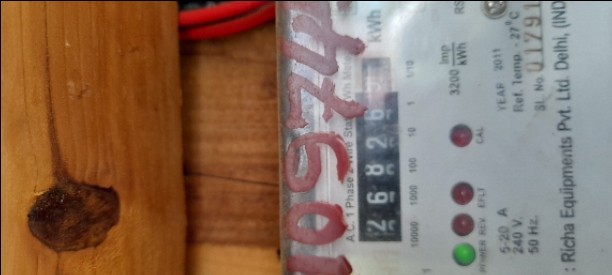 10974
A.C. 1 Phase 2 Wire
kWh
2 6 8 2 6
10000 1000 100 10 1 1/10
POWER REV EFLT CAL
3200 imp/kWh
5-20 A
240 V.
50 Hz.
YEAR 2011
Ref. Temp. - 27°C
Sl. No. 01791
: Richa Equipments Pvt. Ltd. Delhi, (IND